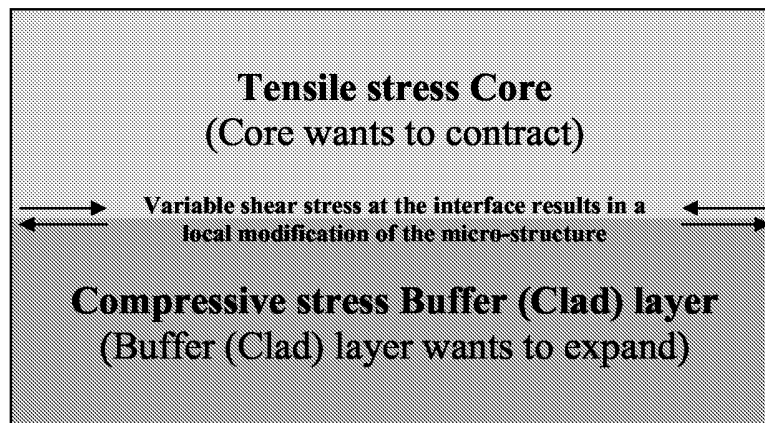 Tensile stress Core
(Core wants to contract)
Variable shear stress at the interface results in a
local modification of the micro-structure
Compressive stress Buffer (Clad) layer
(Buffer (Clad) layer wants to expand)